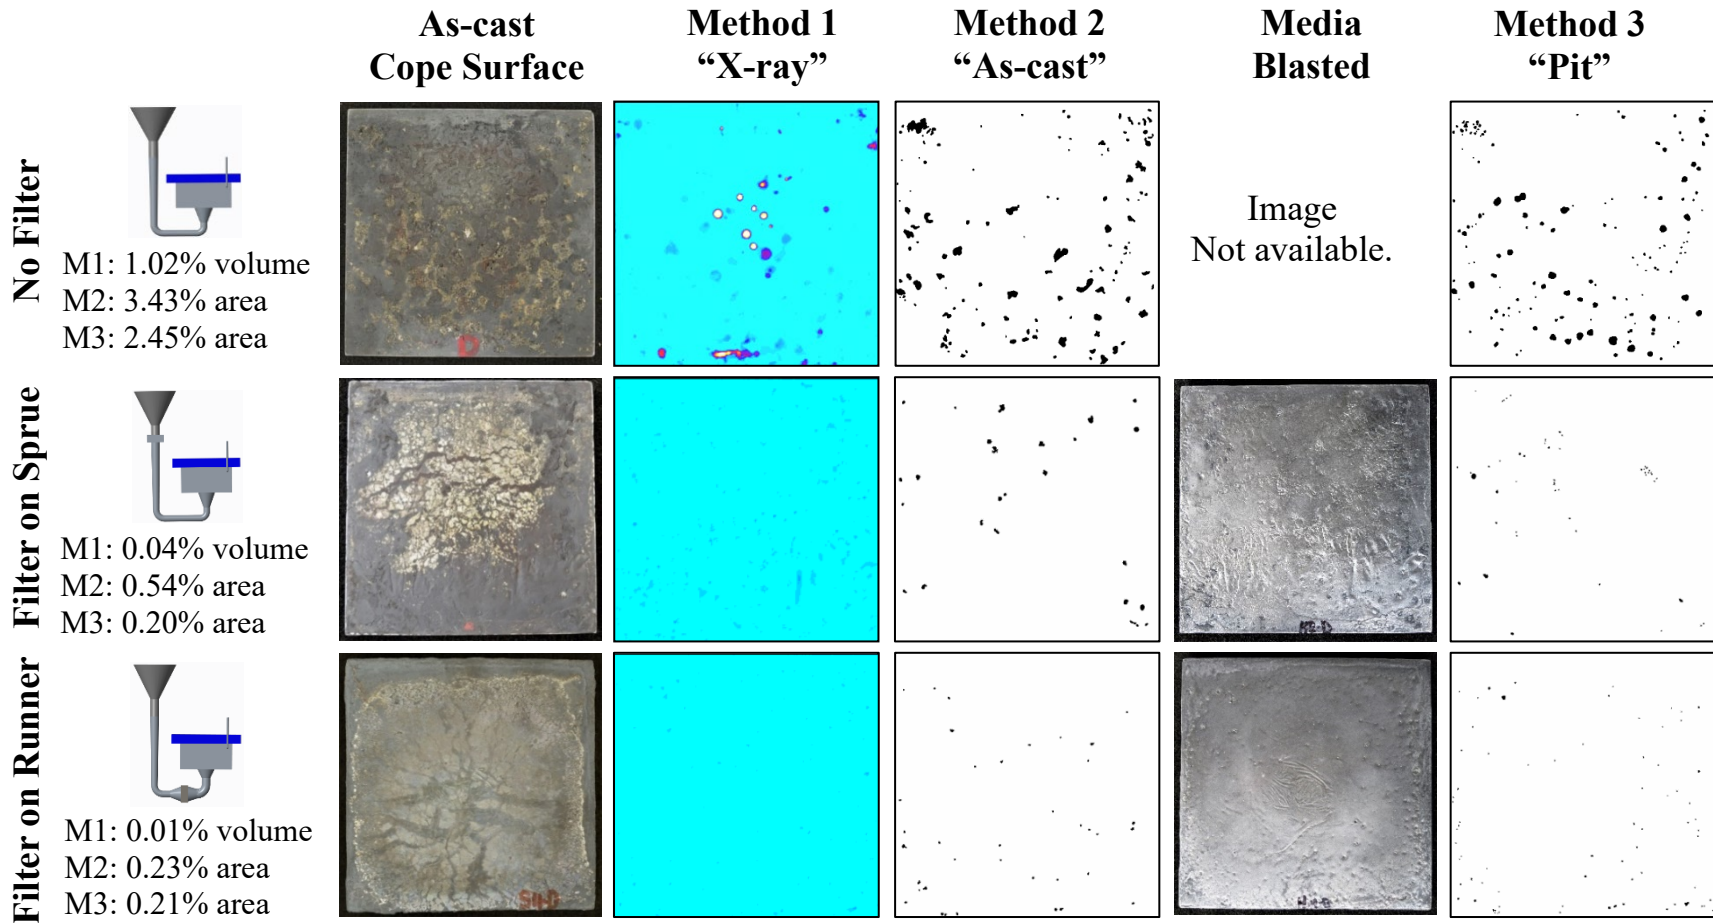 As-cast
Cope Surface
Method 1
“X-ray”
Method 2
“As-cast”
Media
Blasted
Method 3
“Pit”
No Filter
M1: 1.02% volume
M2: 3.43% area
M3: 2.45% area
D
Image
Not available.
Filter on Sprue
M1: 0.04% volume
M2: 0.54% area
M3: 0.20% area
Filter on Runner
M1: 0.01% volume
M2: 0.23% area
M3: 0.21% area